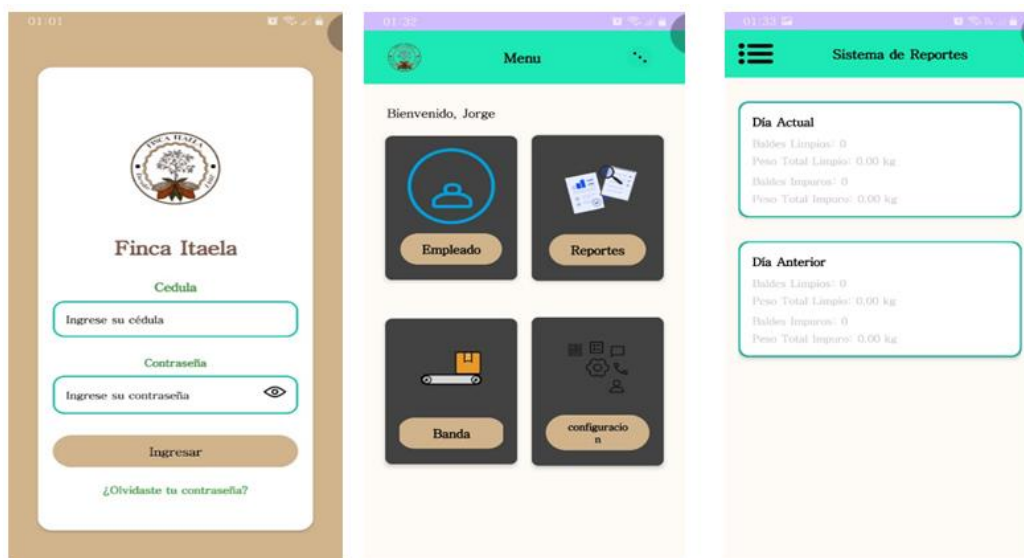 01:01
FINCA ITAELA
Finca Itaela
Cedula
Ingrese su cédula
Contraseña
Ingrese su contraseña
Ingresar
¿Olvidaste tu contraseña?
01:32
Menu
Bienvenido, Jorge
Empleado
Reportes
Banda
configuracio
n
01:33
Sistema de Reportes
Día Actual
Baldes Limpios: 0
Peso Total Limpio: 0.00 kg
Baldes Impuros: 0
Peso Total Impuro: 0.00 kg
Día Anterior
Baldes Limpios: 0
Peso Total Limpio: 0.00 kg
Baldes Impuros: 0
Peso Total Impuro: 0.00 kg